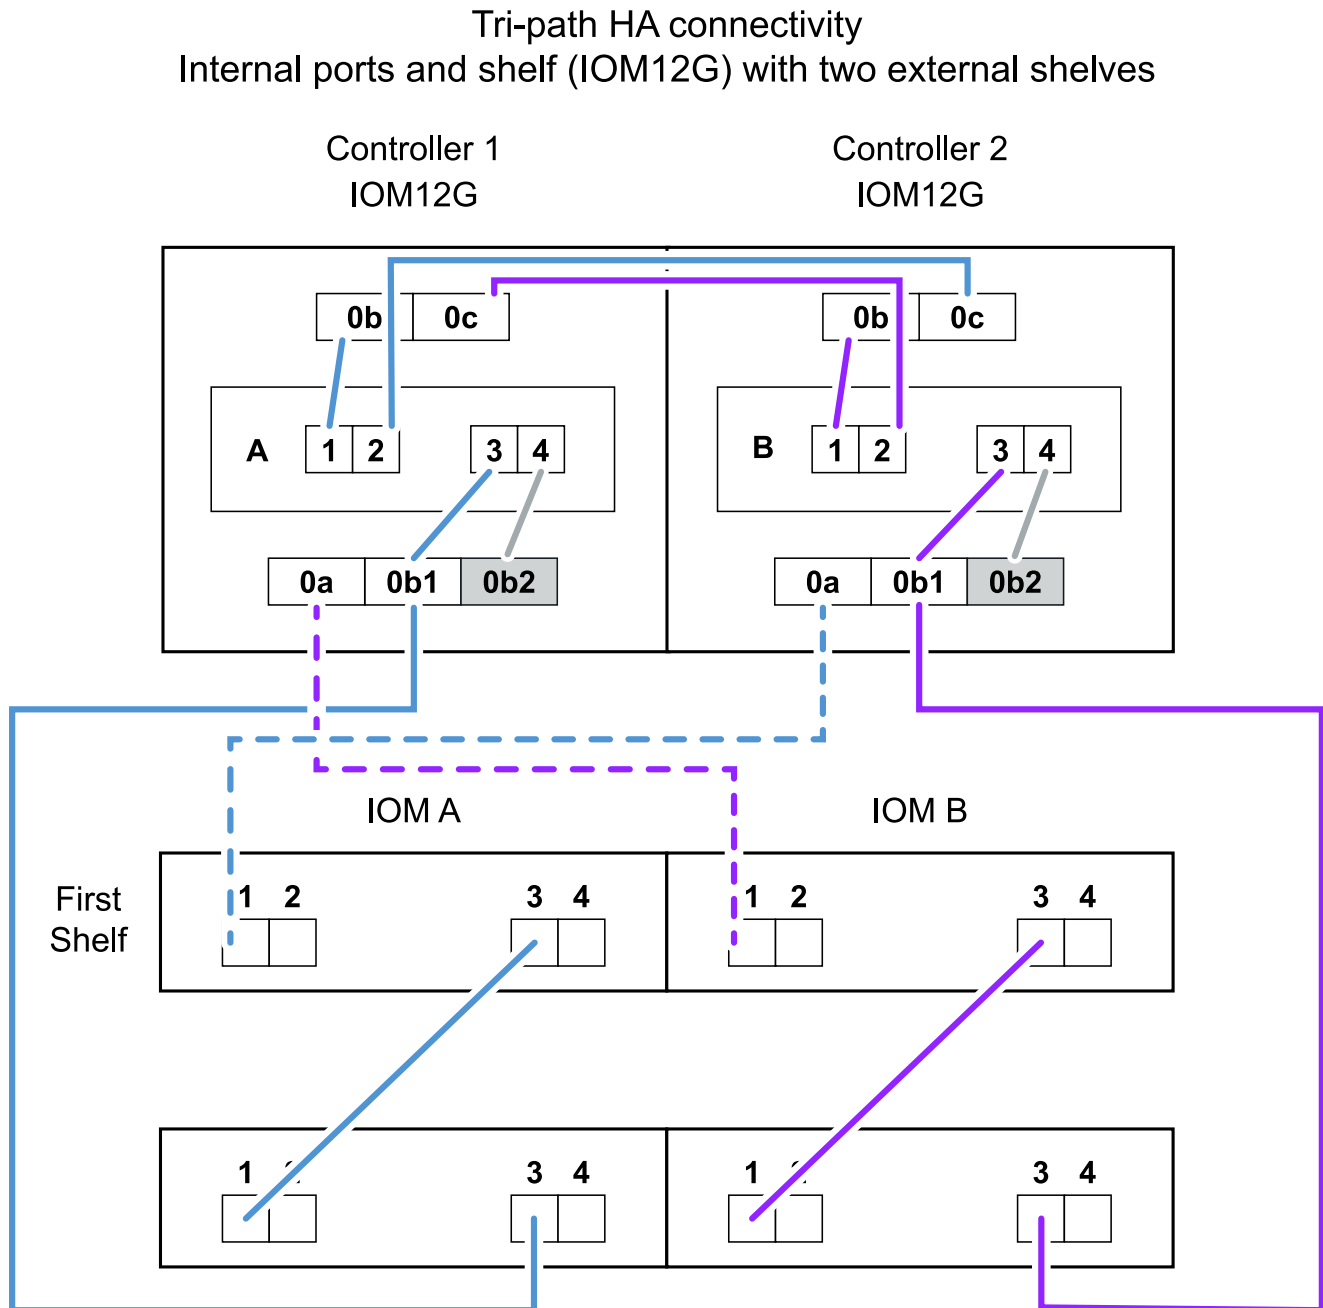 Tri-path HA connectivity
Internal ports and shelf (IOM12G) with two external shelves
Controller 1
IOM12G
Controller 2
IOM12G
0b 0c
0b 0c
A 1 2 3 4
B 1 2 3 4
0a 0b1 0b2
0a 0b1 0b2
IOM A
IOM B
First
Shelf
1 2 3 4
1 2 3 4
1 3 4
1 3 4